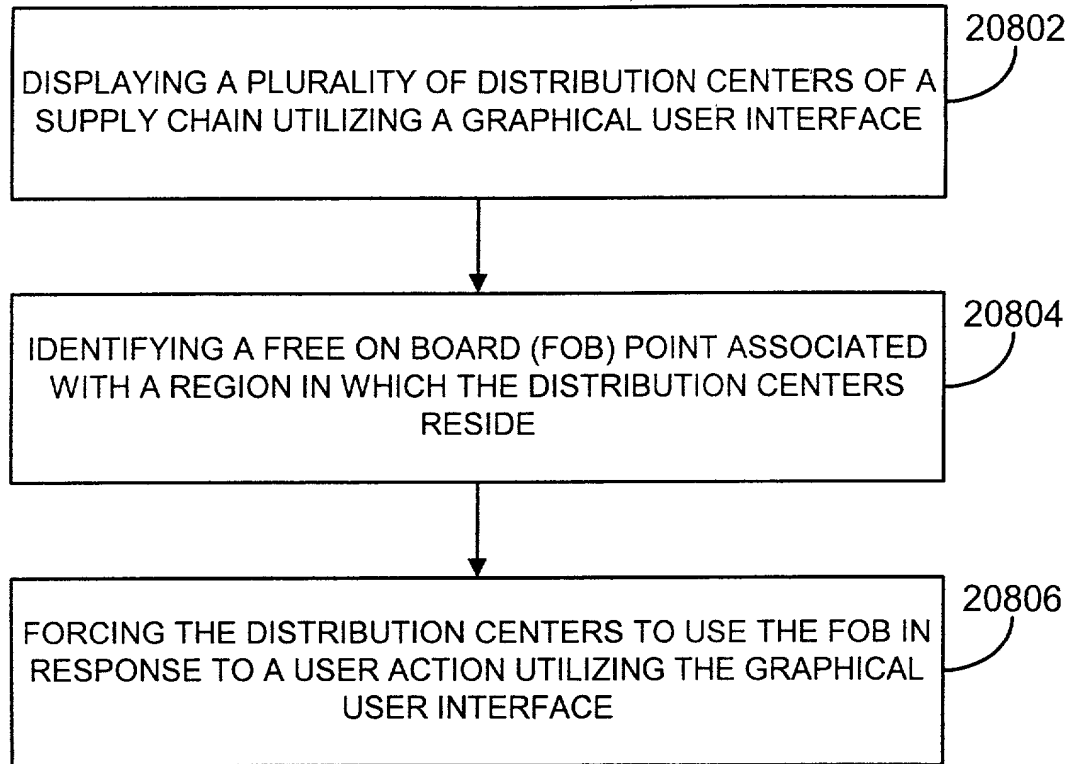 20802
DISPLAYING A PLURALITY OF DISTRIBUTION CENTERS OF A
SUPPLY CHAIN UTILIZING A GRAPHICAL USER INTERFACE
20804
IDENTIFYING A FREE ON BOARD (FOB) POINT ASSOCIATED
WITH A REGION IN WHICH THE DISTRIBUTION CENTERS
RESIDE
20806
FORCING THE DISTRIBUTION CENTERS TO USE THE FOB IN
RESPONSE TO A USER ACTION UTILIZING THE GRAPHICAL
USER INTERFACE